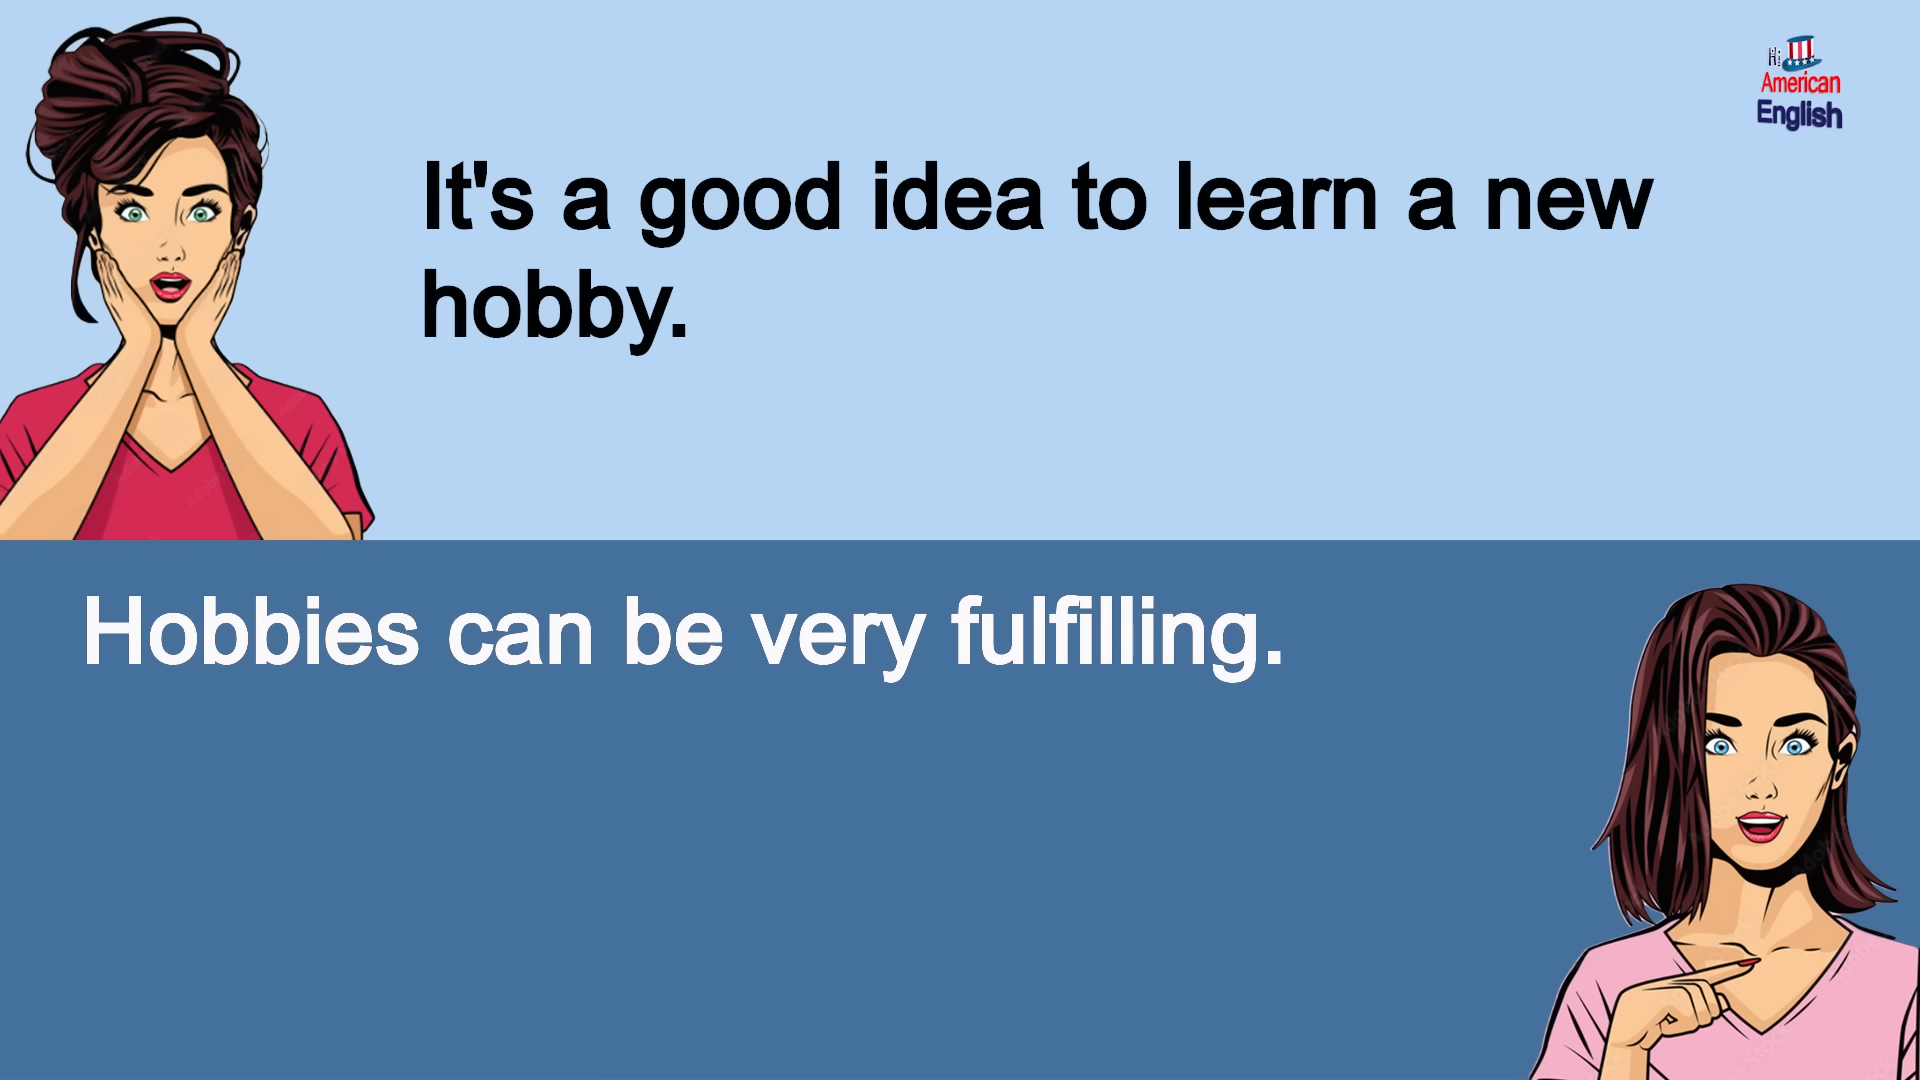 Hi
American
English
It's a good idea to learn a new
hobby.
Hobbies can be very fulfilling.